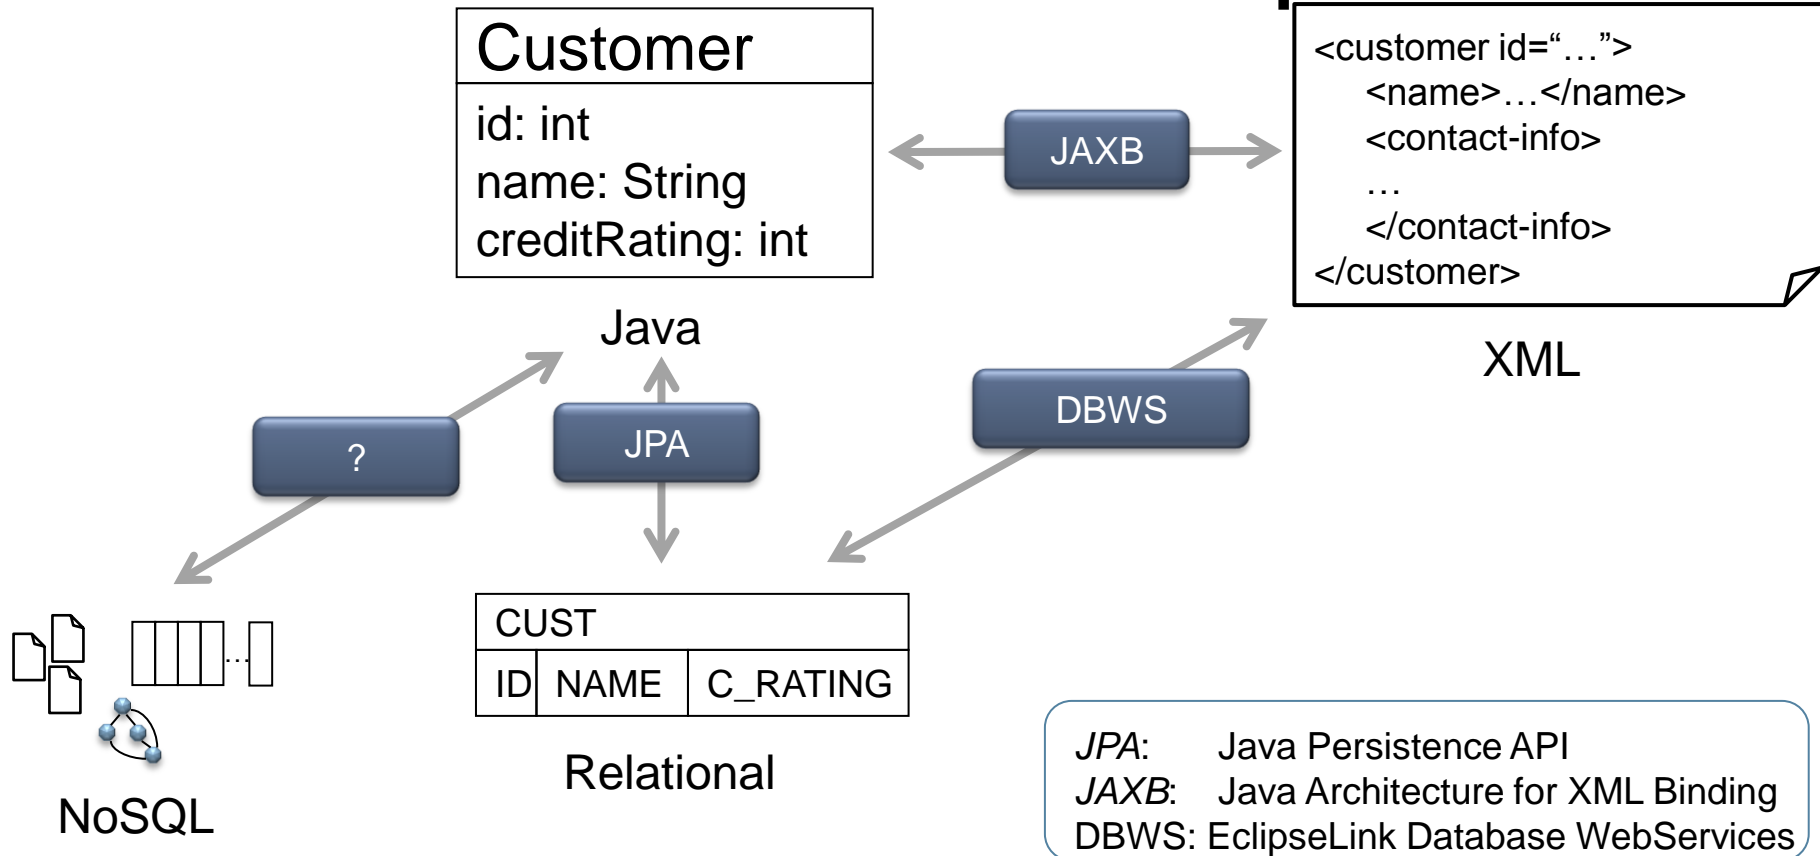 Customer
id: int
name: String
creditRating: int
Java
JAXB
<customer id=“…”>
<name>…</name>
<contact-info>
…
</contact-info>
</customer>
XML
?
JPA
DBWS
…
NoSQL
CUST
ID NAME C_RATING
Relational
JPA: Java Persistence API
JAXB: Java Architecture for XML Binding
DBWS: EclipseLink Database WebServices